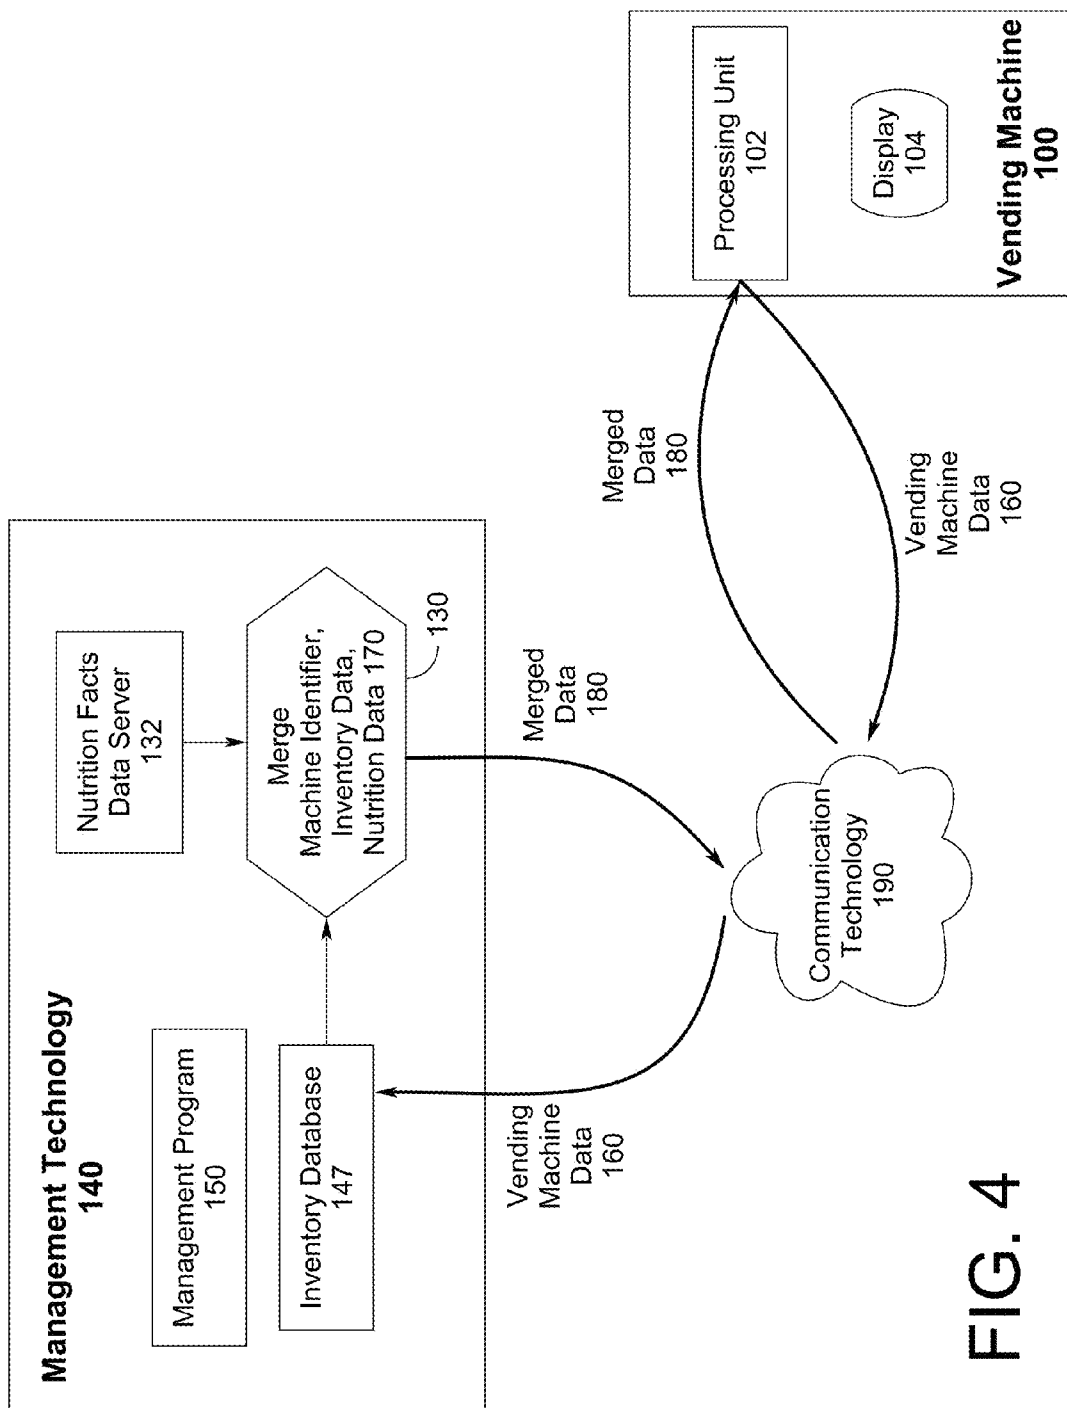 Management Technology
140
Management Program
150
Inventory Database
147
Nutrition Facts
Data Server
132
Merge
Machine Identifier,
Inventory Data,
Nutrition Data 170
130
Vending
Machine
Data
160
Merged
Data
180
Communication
Technology
190
Merged
Data
180
Vending
Machine
Data
160
Processing Unit
102
Display
104
Vending Machine
100
FIG. 4